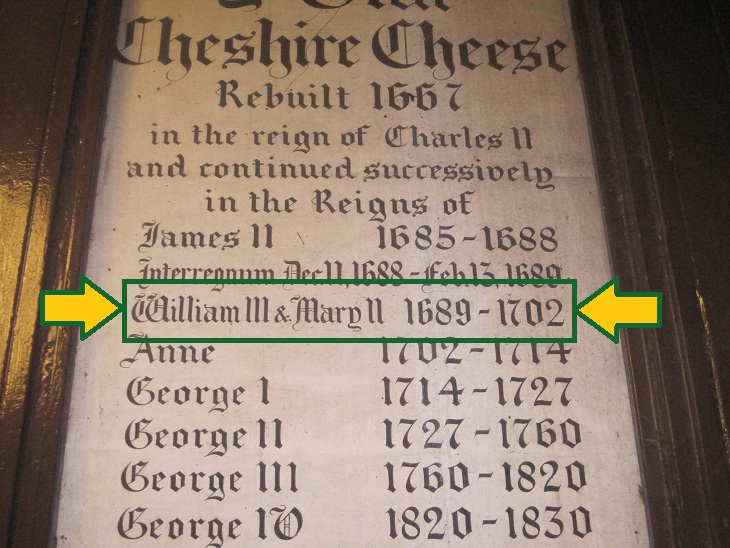 Cheshire Cheese
Rebuilt 1667
in the reign of Charles II
and continued successively
in the Reigns of
James II 1685-1688
Interregnum Dec 11, 1688 - Feb. 13, 1689
William III & Mary II 1689-1702
Anne 1702-1714
George I 1714-1727
George II 1727-1760
George III 1760-1820
George IV 1820-1830